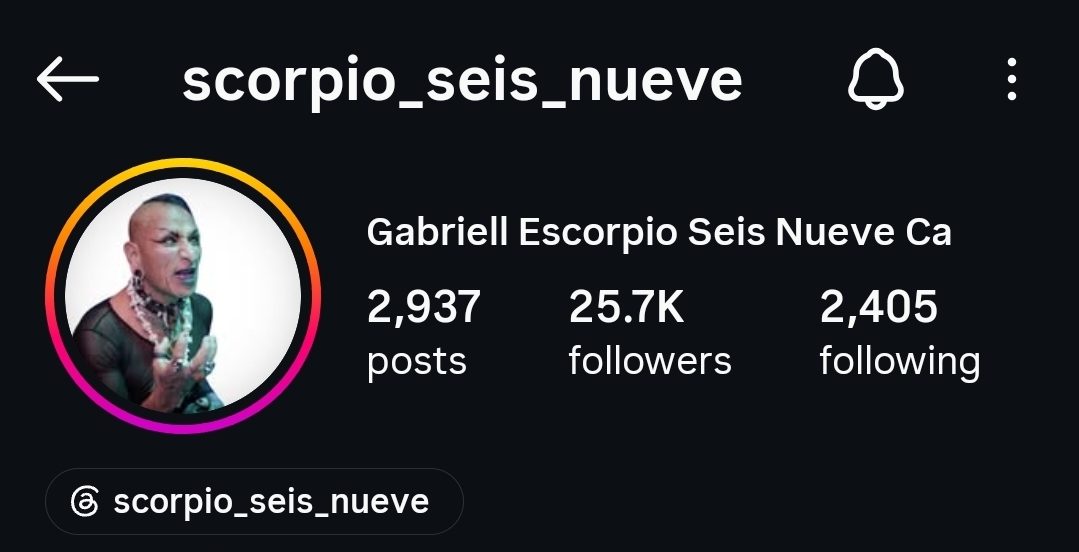 scorpio_seis_nueve
Gabriell Escorpio Seis Nueve Ca
2,937 25.7K 2,405
posts followers following
scorpio_seis_nueve